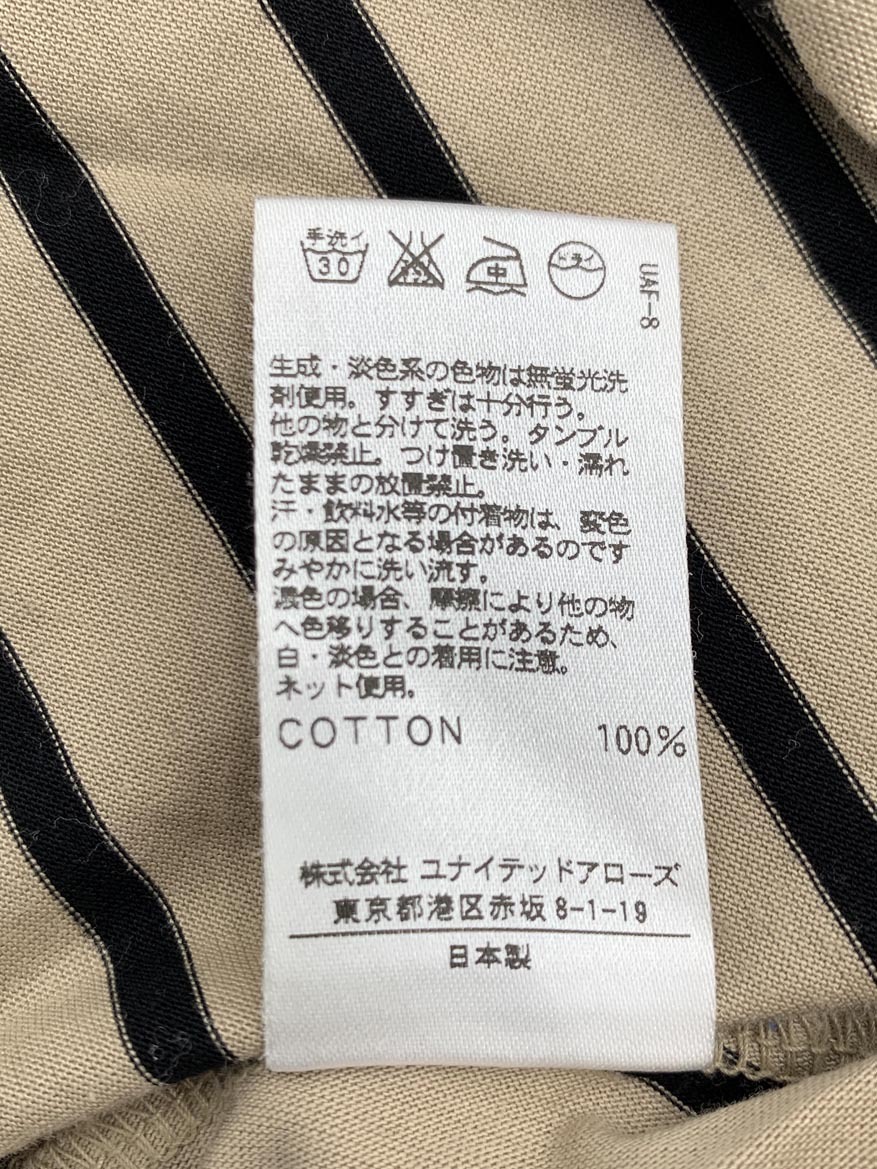 手洗イ
30
中
ドライ
UAF-8
生成・淡色系の色物は無蛍光洗
剤使用。すすぎは十分行う。
他の物と分けて洗う。タンブル
乾燥禁止。つけ置き洗い・濡れ
たままの放置禁止。
汗・飲料水等の付着物は、変色
の原因となる場合があるのです
みやかに洗い流す。
濃色の場合、摩擦により他の物
へ色移りすることがあるため、
白・淡色との着用に注意。
ネット使用。
COTTON 100%
株式会社 ユナイテッドアローズ
東京都港区赤坂 8-1-19
日本製